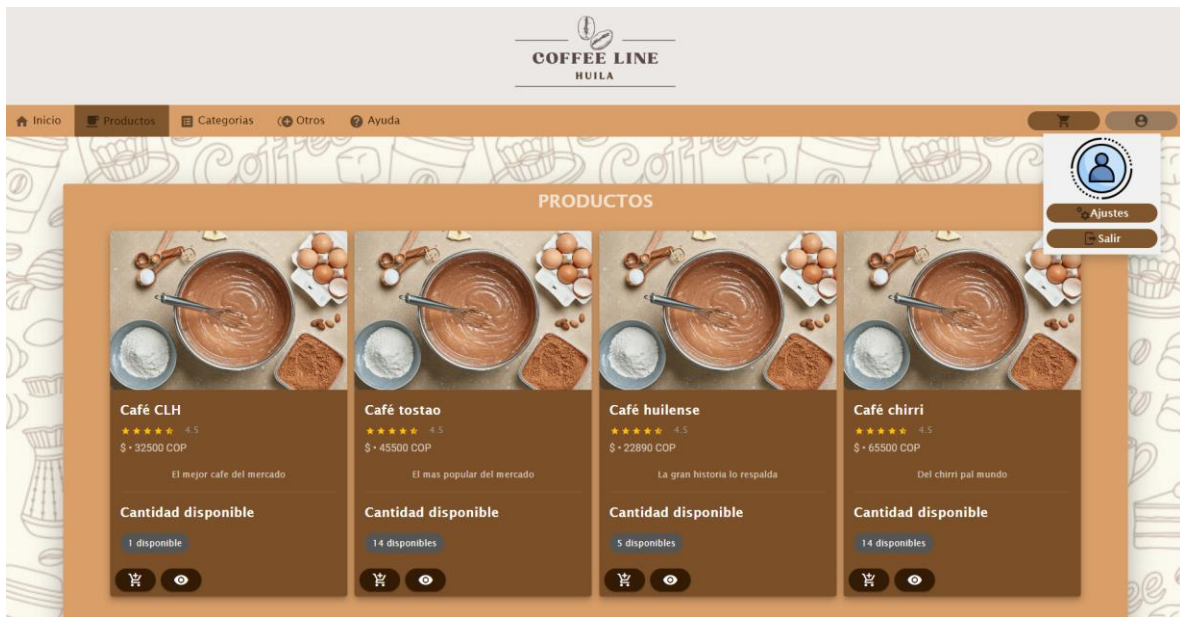 COFFEE LINE
HUILA
Inicio
Productos
Categorias
Otros
Ayuda
Coffee
Coffee
Ajustes
Salir
PRODUCTOS
Café CLH
4.5
$ • 32500 COP
El mejor cafe del mercado
Cantidad disponible
1 disponible
Café tostao
4.5
$ • 45500 COP
El mas popular del mercado
Cantidad disponible
14 disponibles
Café huilense
4.5
$ • 22890 COP
La gran historia lo respalda
Cantidad disponible
5 disponibles
Café chirri
4.5
$ • 65500 COP
Del chirri pal mundo
Cantidad disponible
14 disponibles